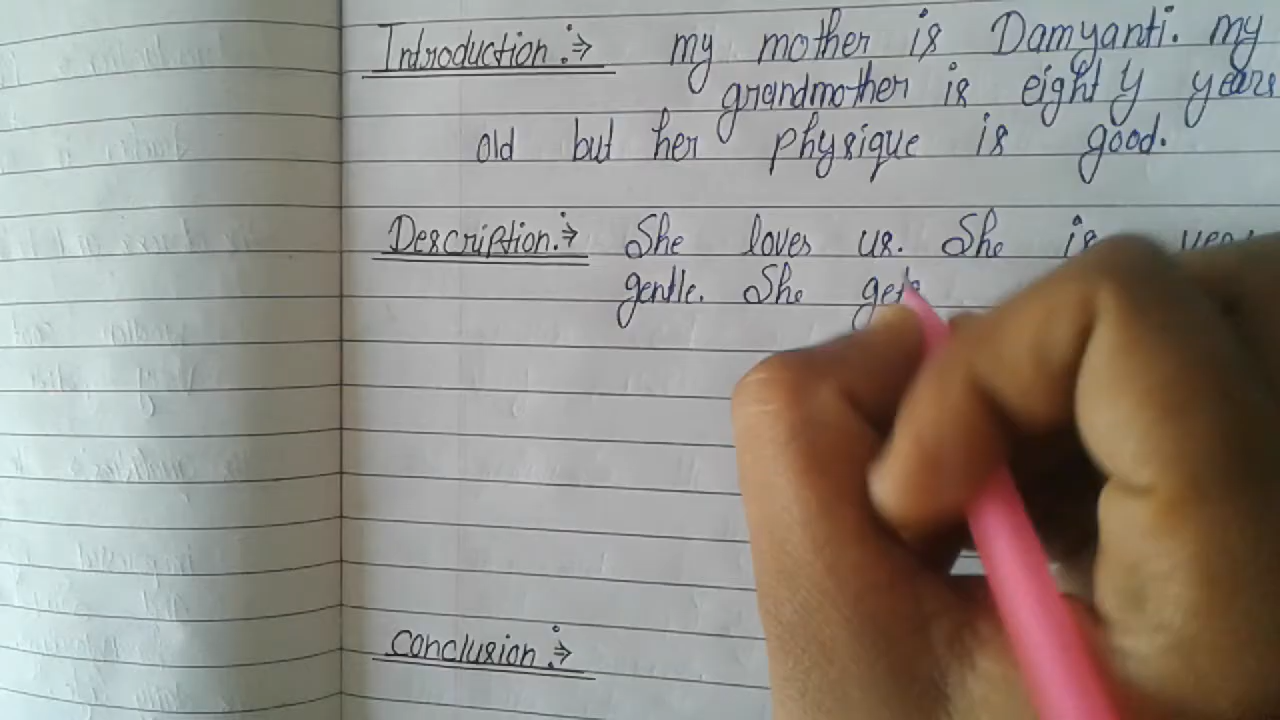 Introduction :⇒ my mother is Damyanti. my
grandmother is eighty years
old but her physique is good.
Description :⇒ She loves us. She is
gentle. She gets
Conclusion :⇒